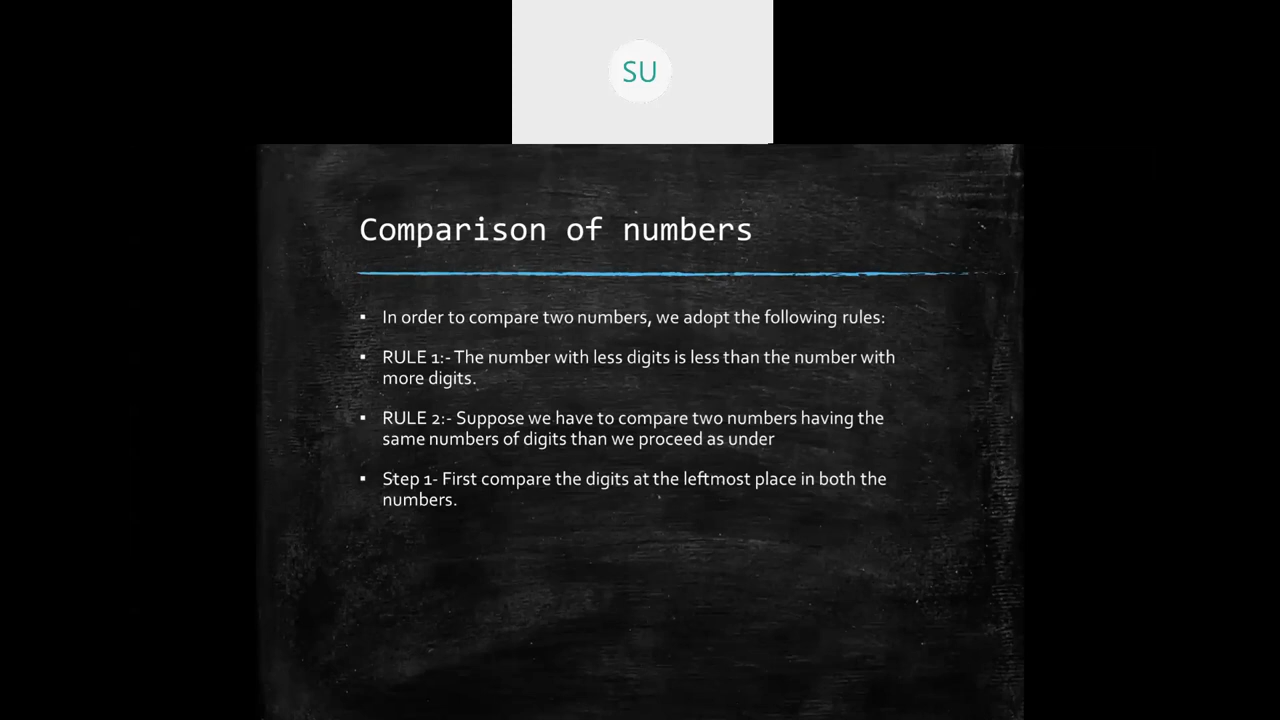 SU
Comparison of numbers
▪ In order to compare two numbers, we adopt the following rules:
▪ RULE 1:- The number with less digits is less than the number with
more digits.
▪ RULE 2:- Suppose we have to compare two numbers having the
same numbers of digits than we proceed as under
▪ Step 1- First compare the digits at the leftmost place in both the
numbers.